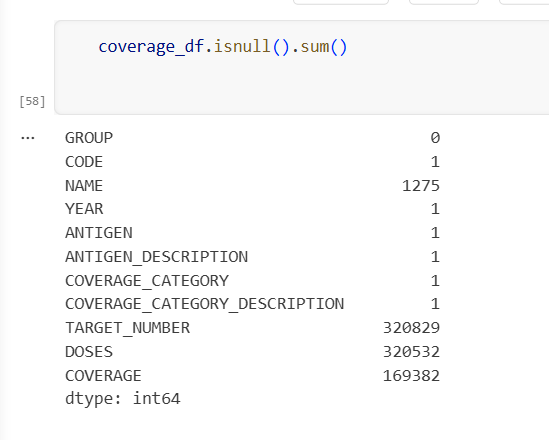 coverage_df.isnull().sum()
[58]
...
GROUP 0
CODE 1
NAME 1275
YEAR 1
ANTIGEN 1
ANTIGEN_DESCRIPTION 1
COVERAGE_CATEGORY 1
COVERAGE_CATEGORY_DESCRIPTION 1
TARGET_NUMBER 320829
DOSES 320532
COVERAGE 169382
dtype: int64